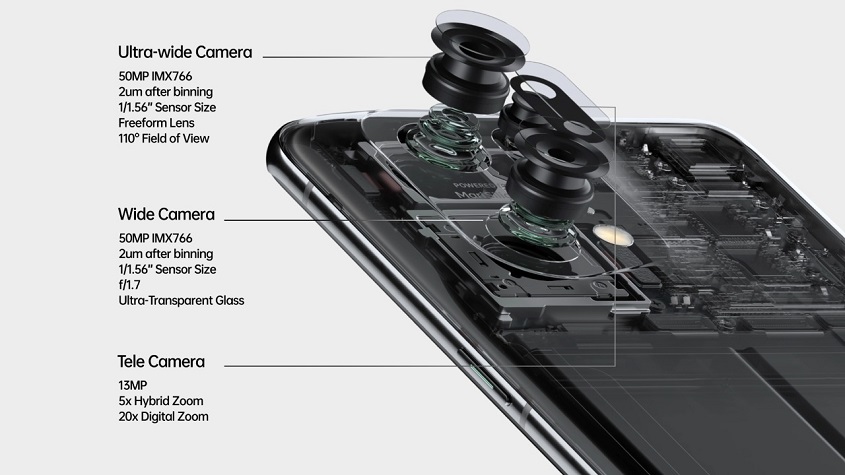 Ultra-wide Camera
50MP IMX766
2um after binning
1/1.56" Sensor Size
Freeform Lens
110° Field of View
POWERED
Wide Camera
50MP IMX766
2um after binning
1/1.56" Sensor Size
f/1.7
Ultra-Transparent Glass
Tele Camera
13MP
5x Hybrid Zoom
20x Digital Zoom